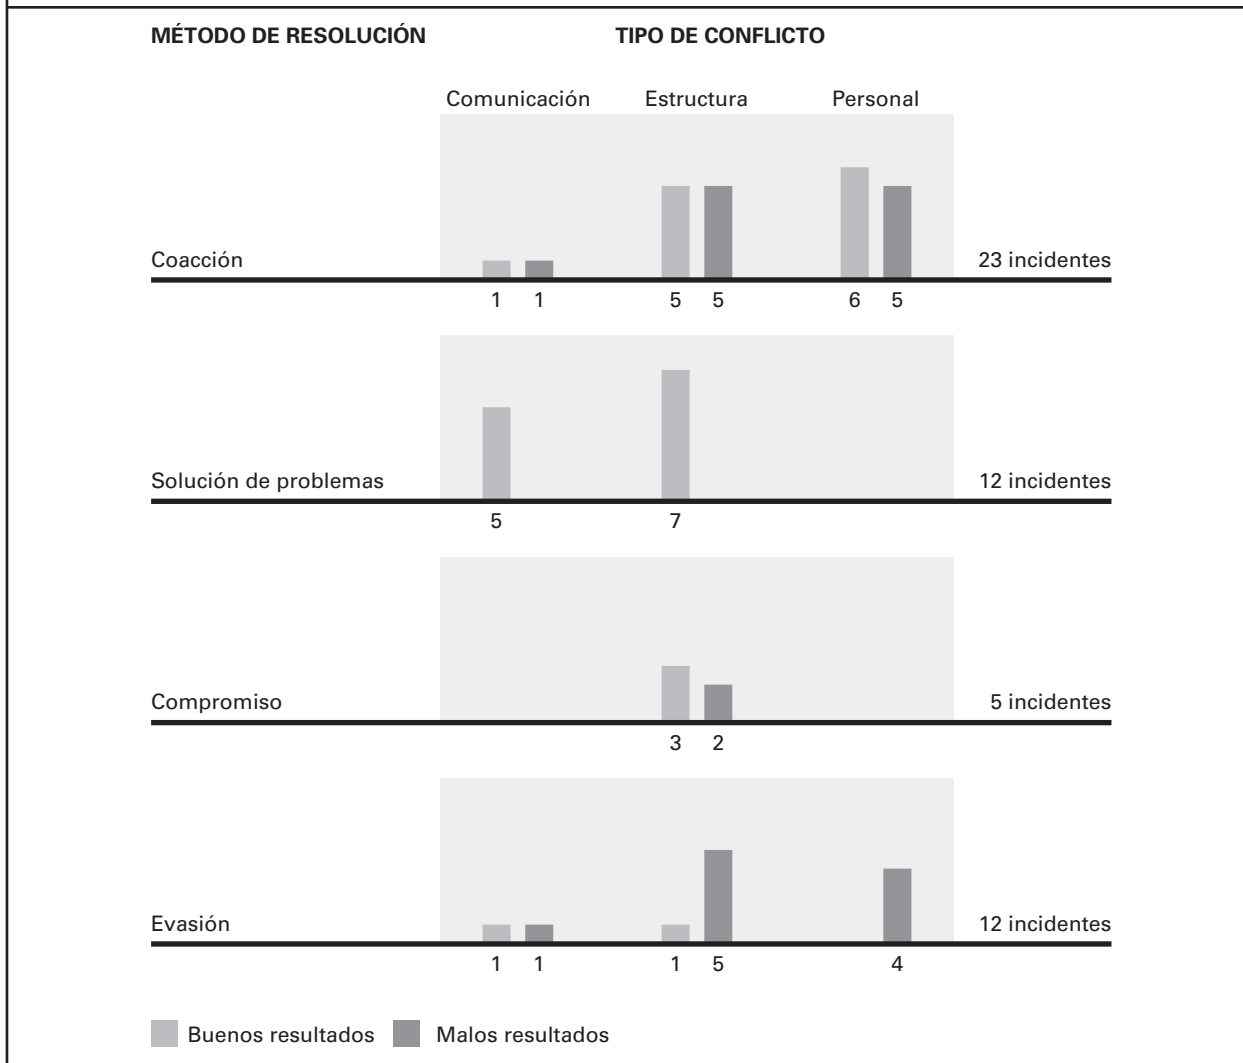 MÉTODO DE RESOLUCIÓN TIPO DE CONFLICTO
Comunicación Estructura Personal
Coacción 23 incidentes
1 1 5 5 6 5
Solución de problemas 12 incidentes
5 7
Compromiso 5 incidentes
3 2
Evasión 12 incidentes
1 1 1 5 4
Buenos resultados Malos resultados